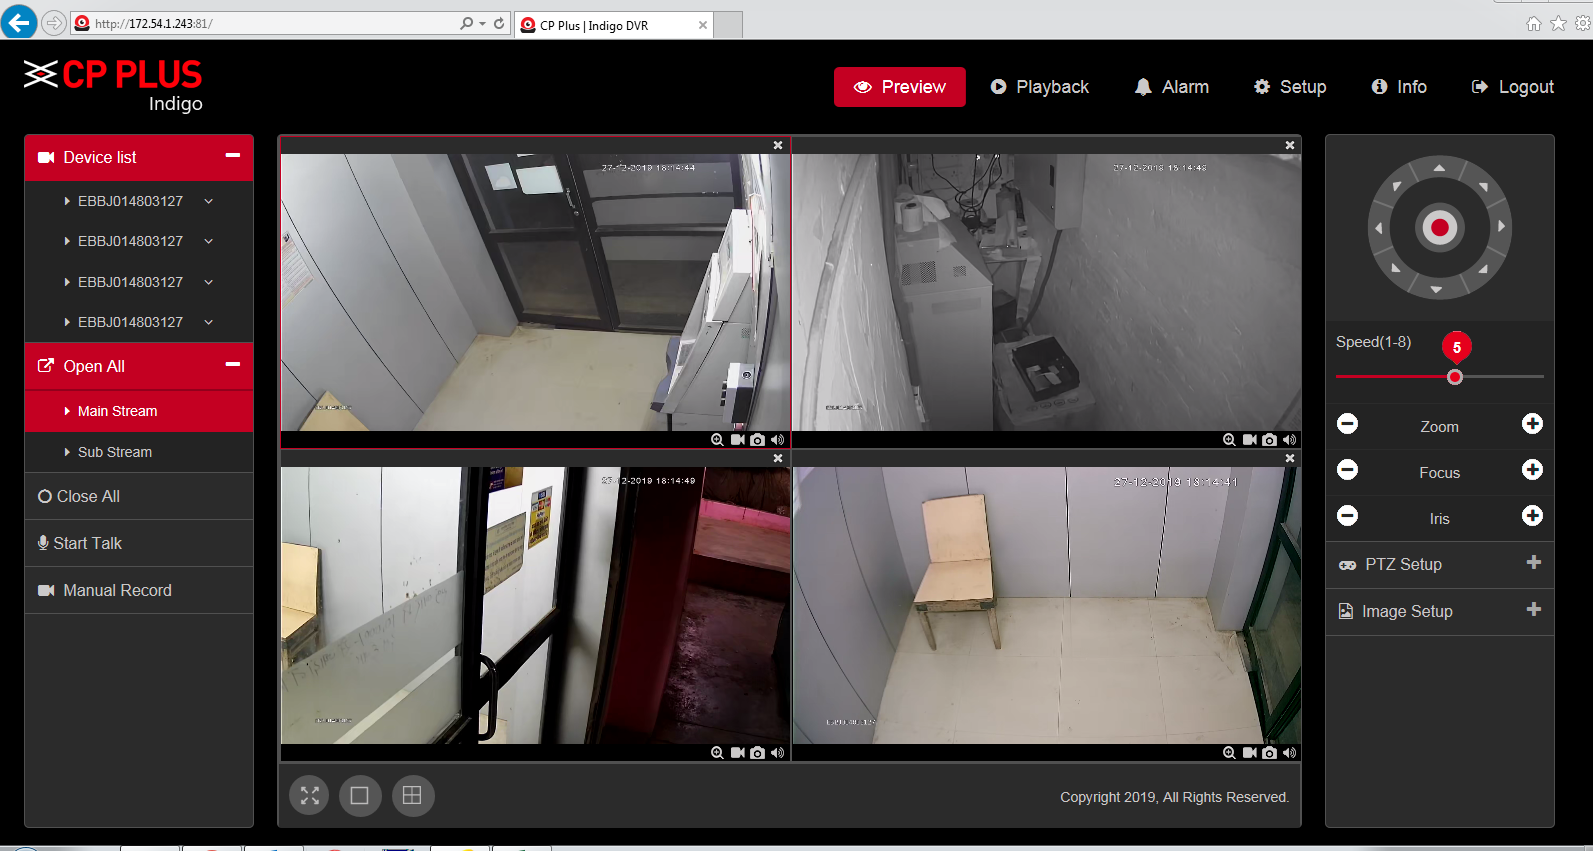 http://172.54.1.243:81/
CP Plus | Indigo DVR
CP PLUS
Indigo
Preview
Playback
Alarm
Setup
Info
Logout
Device list
EBBJ014803127
EBBJ014803127
EBBJ014803127
EBBJ014803127
Open All
Main Stream
Sub Stream
Close All
Start Talk
Manual Record
27-12-2019 18:14:44
27-12-2019 18:14:49
27-12-2019 18:14:49
27-12-2019 18:14:41
Copyright 2019, All Rights Reserved.
Speed(1-8)
5
Zoom
Focus
Iris
PTZ Setup
Image Setup